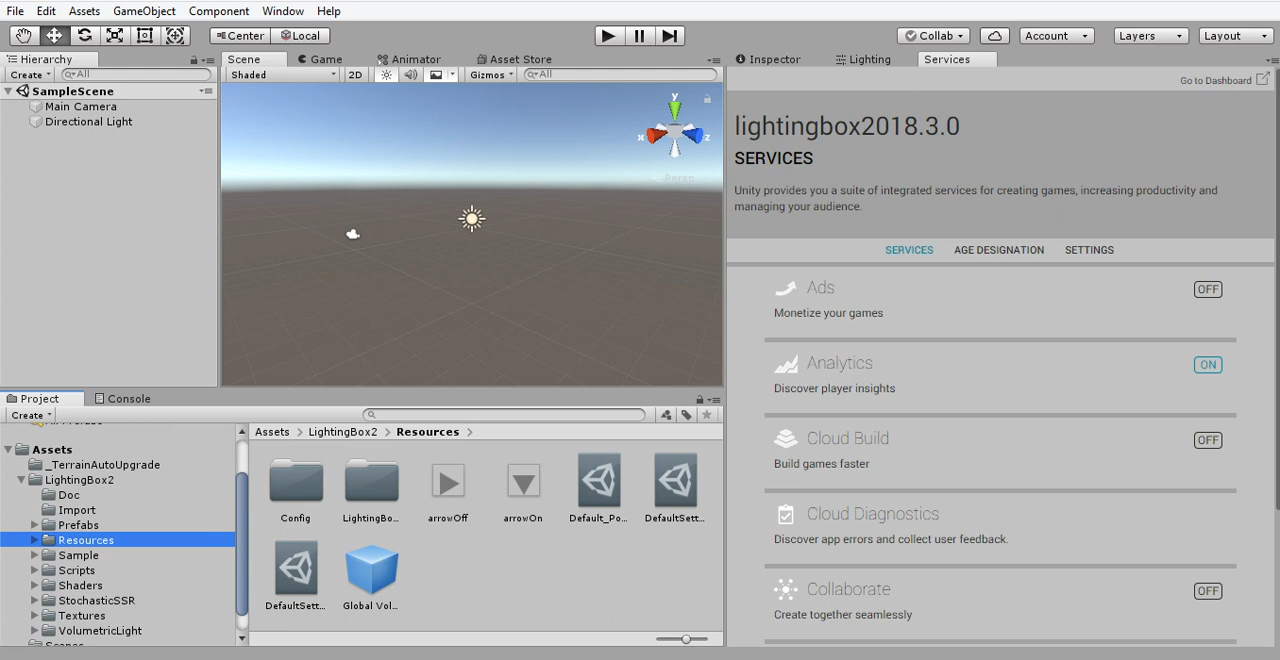 File Edit Assets GameObject Component Window Help
Center Local Collab Account Layers Layout
Hierarchy
Create All
SampleScene
Main Camera
Directional Light
Scene Game Animator Asset Store
Shaded 2D Gizmos All
y
x z
Persp
Inspector Lighting Services
Go to Dashboard
lightingbox2018.3.0
SERVICES
Unity provides you a suite of integrated services for creating games, increasing productivity and
managing your audience.
SERVICES AGE DESIGNATION SETTINGS
Ads OFF
Monetize your games
Analytics ON
Discover player insights
Cloud Build OFF
Build games faster
Cloud Diagnostics
Discover app errors and collect user feedback.
Collaborate OFF
Create together seamlessly
Project Console
Create
Assets
_TerrainAutoUpgrade
LightingBox2
Doc
Import
Prefabs
Resources
Sample
Scripts
Shaders
StochasticSSR
Textures
VolumetricLight
Assets > LightingBox2 > Resources >
Config LightingBo... arrowOff arrowOn Default_Po... DefaultSett...
DefaultSett... Global Vol...